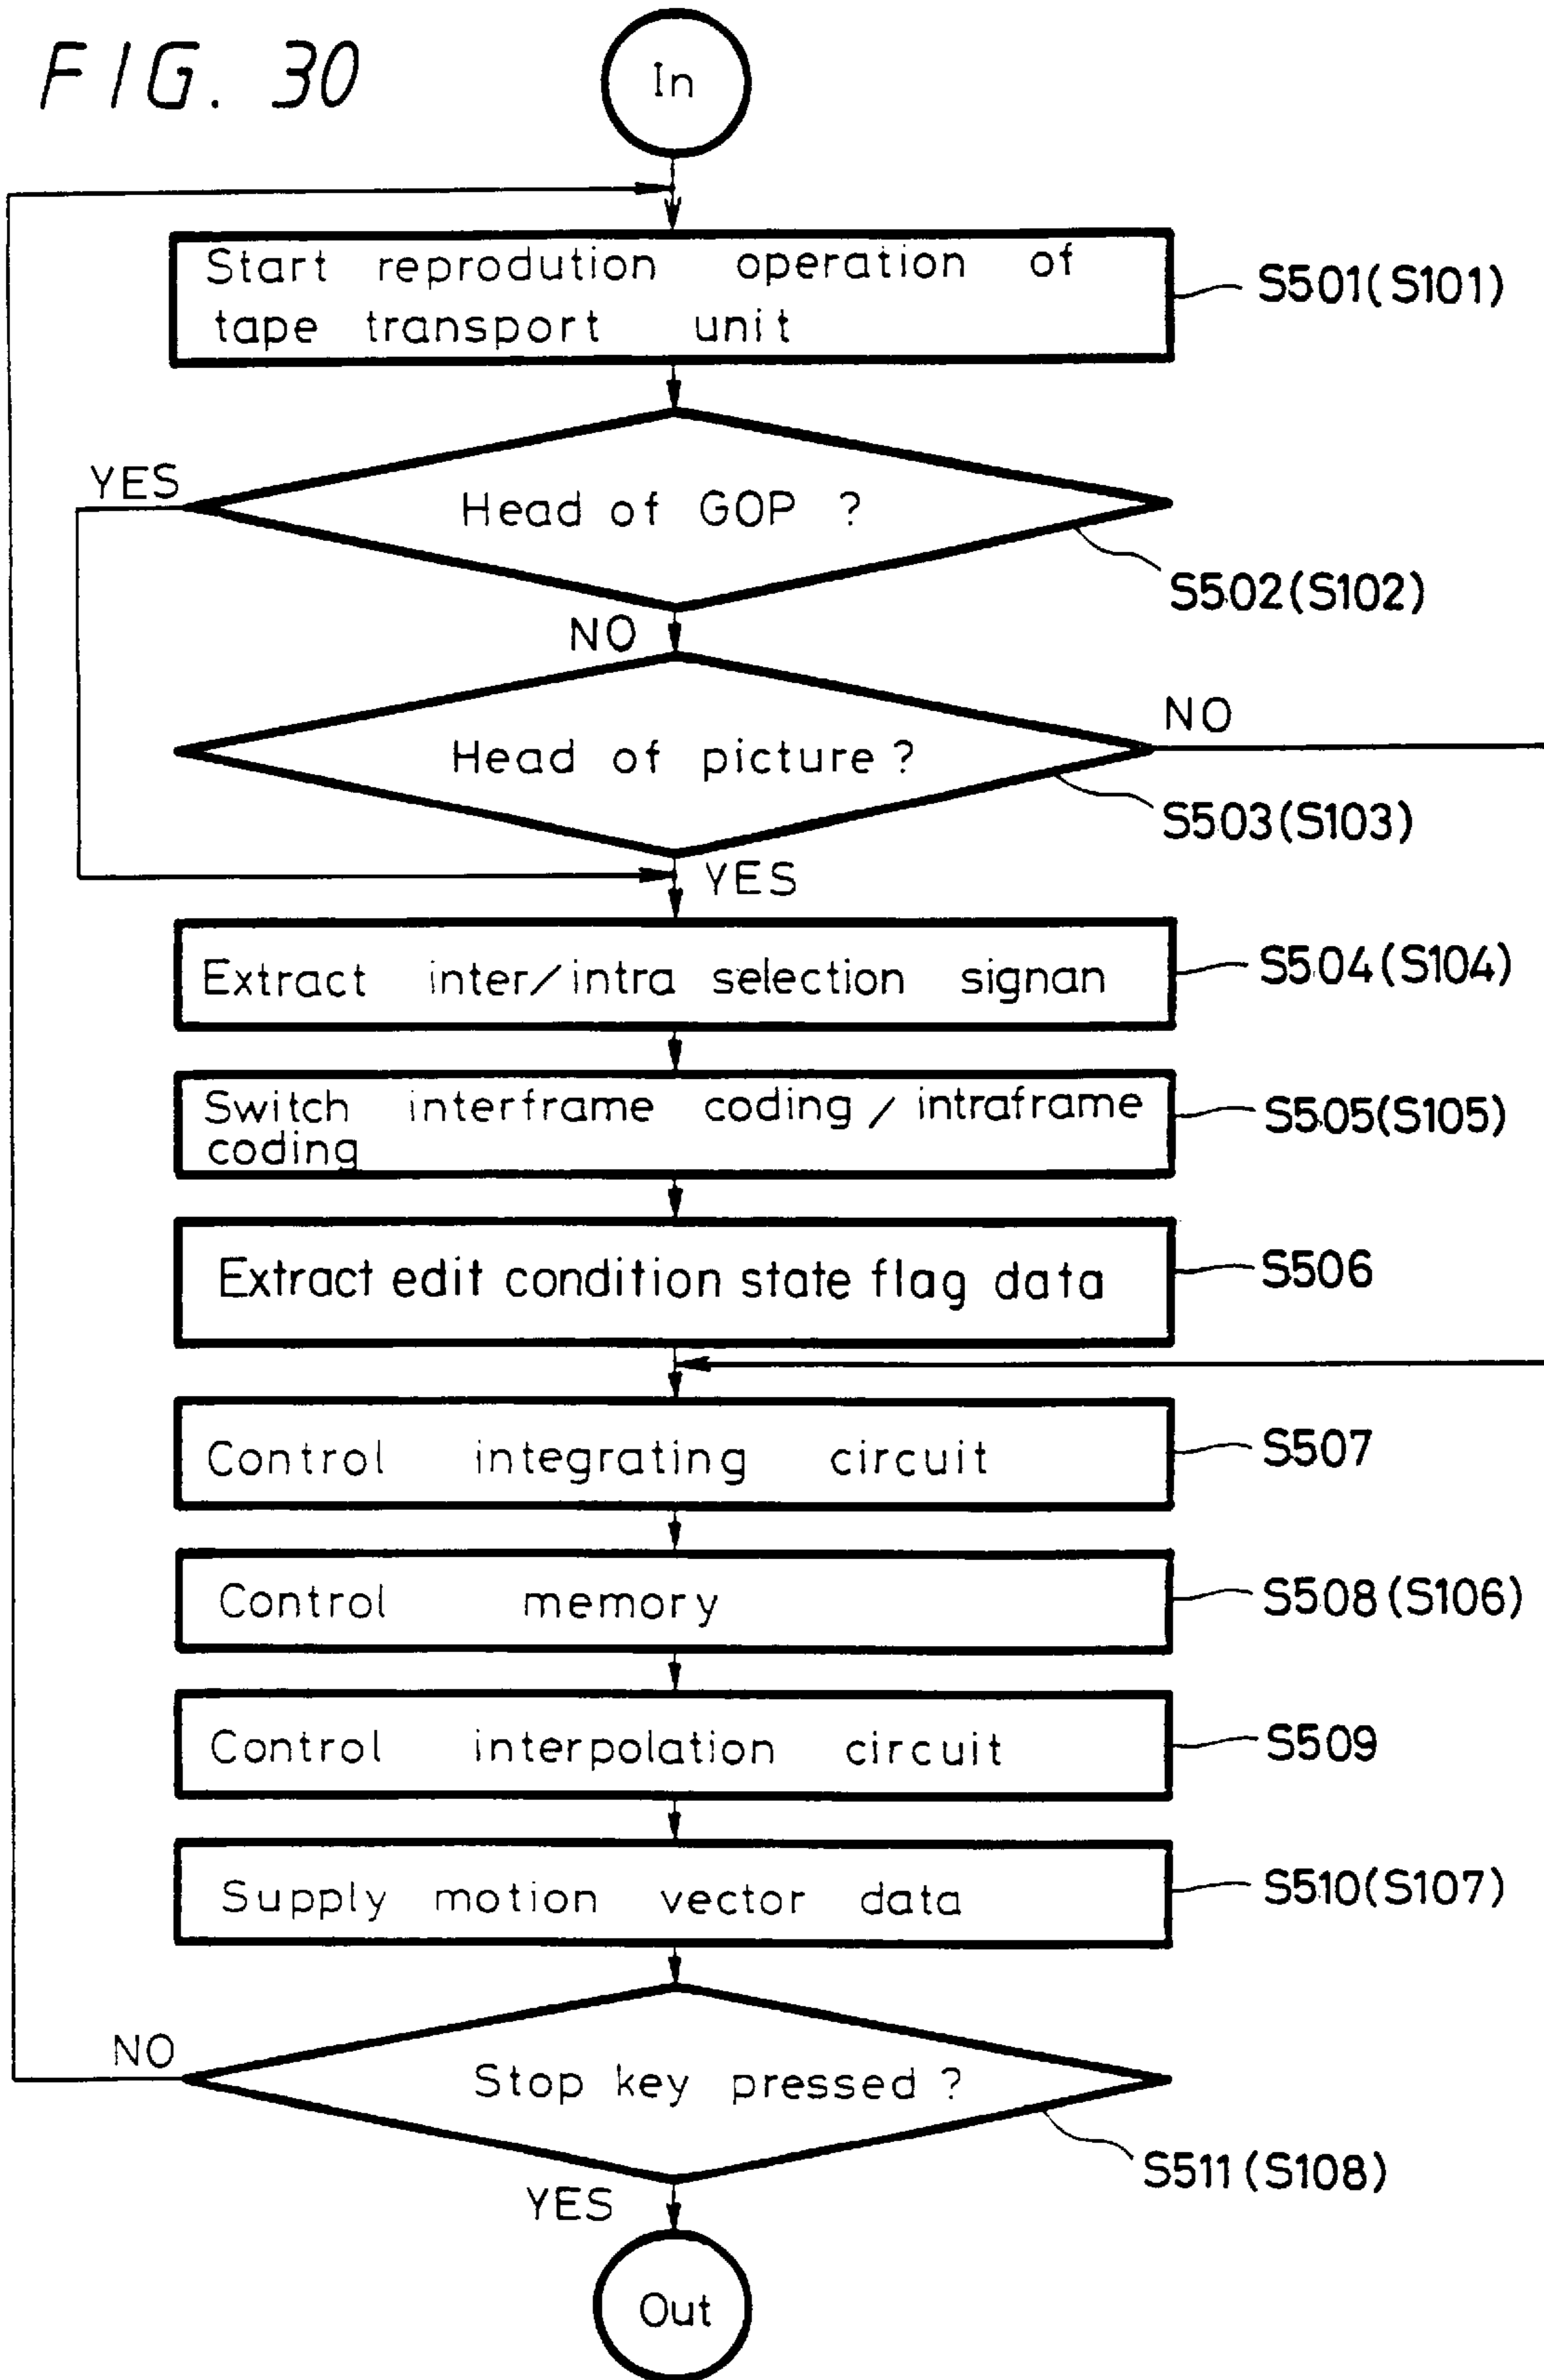 FIG. 30
In
Start reprodution operation of
tape transport unit
S501(S101)
YES
Head of GOP ?
S502(S102)
NO
NO
Head of picture ?
S503(S103)
YES
Extract inter/intra selection signan
S504(S104)
Switch interframe coding / intraframe
coding
S505(S105)
Extract edit condition state flag data
S506
Control integrating circuit
S507
Control memory
S508(S106)
Control interpolation circuit
S509
Supply motion vector data
S510(S107)
NO
Stop key pressed ?
S511(S108)
YES
Out